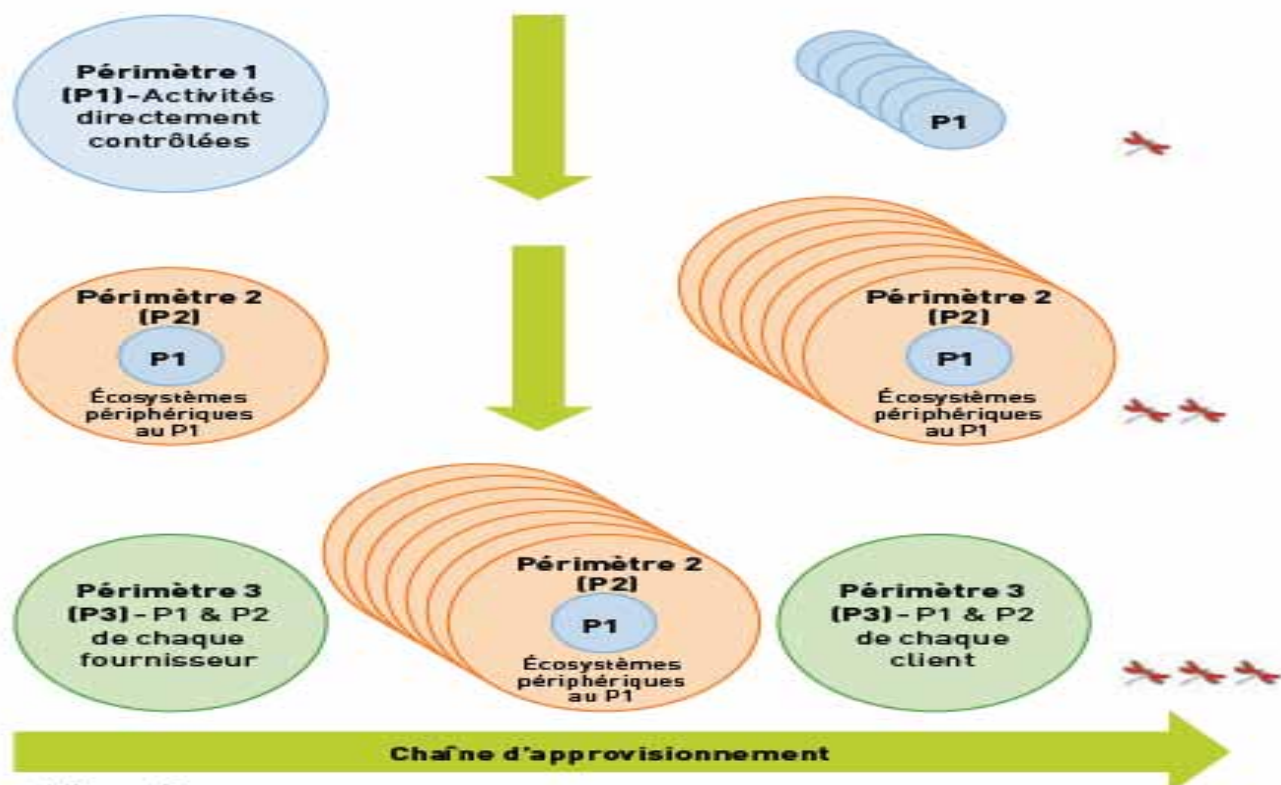 Périmètre 1
(P1)-Activités
directement
contrôlées
P1
Périmètre 2
(P2)
P1
Écosystèmes
périphériques
au P1
Périmètre 2
(P2)
P1
Écosystèmes
périphériques
au P1
Périmètre 3
(P3) - P1 & P2
de chaque
fournisseur
Périmètre 2
(P2)
P1
Écosystèmes
périphériques
au P1
Périmètre 3
(P3) - P1 & P2
de chaque
client
Chaîne d'approvisionnement